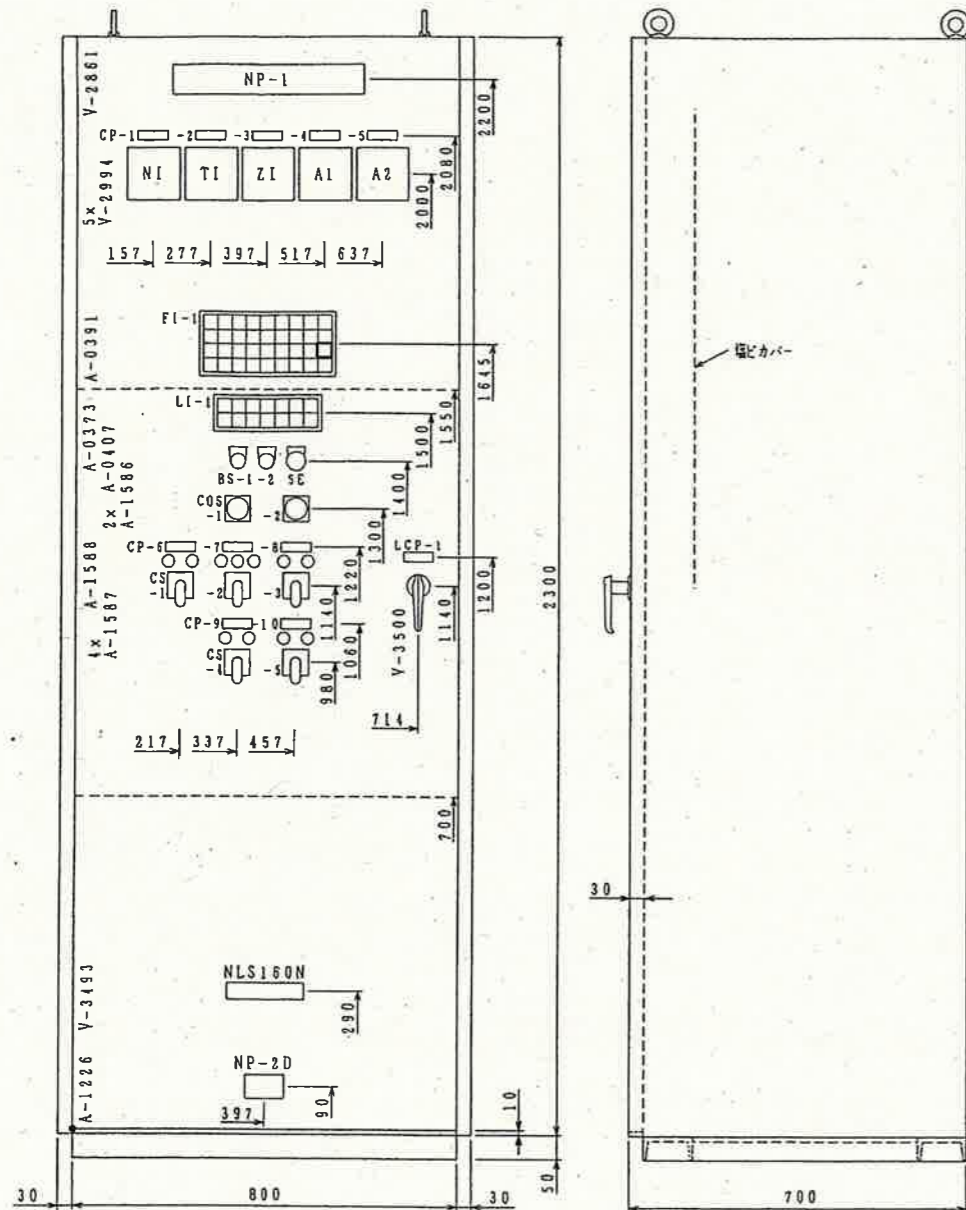 V-2861
NP-1
2200
CP-1 -2 -3 -4 -5
2080
NI TI ZI A1 A2
2000
5x
V-2994
157 277 397 517 637
A-0391
FI-1
1645
塩ビカバー
1550
LI-1
1500
A-0373
2x A-0407
A-1586
BS-1 -2 SE
1400
COS
-1 -2
1300
CP-6 -7 -8
1220
LCP-1
1200
2300
A-1588
4x
A-1587
CS
-1 -2 -3
1140
1140
V-3500
CP-9 -10
1060
CS
-4 -5
980
714
217 337 457
700
30
V-3493
NLS160N
290
A-1226
NP-2D
90
397
10
50
30 800 30
700